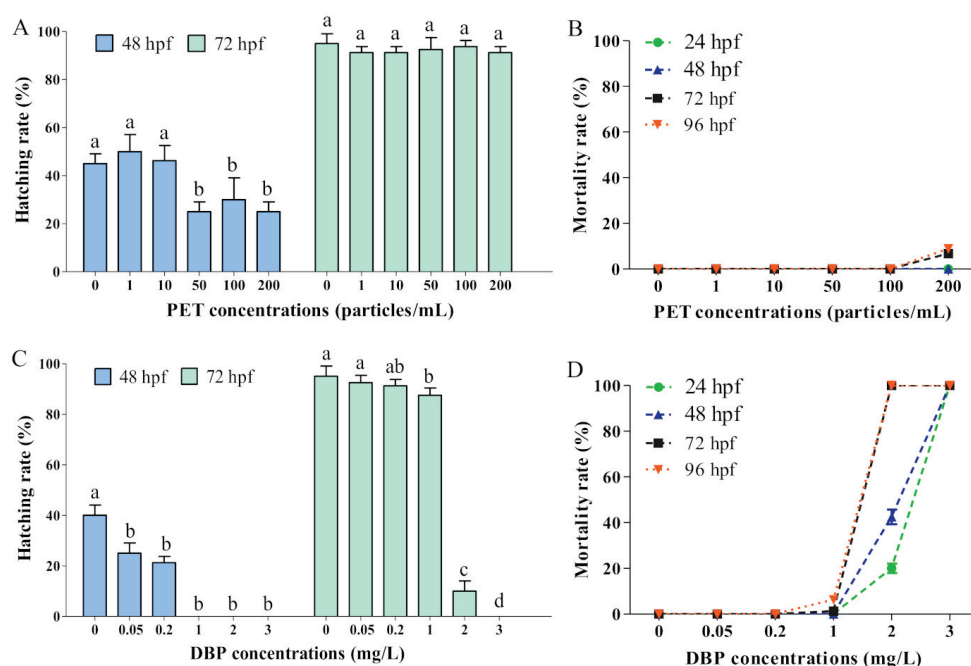 A
48 hpf 72 hpf
Hatching rate (%)
100
80
60
40
20
0
a a a b b b
a a a a a a
0 1 10 50 100 200
0 1 10 50 100 200
PET concentrations (particles/mL)
B
24 hpf
48 hpf
72 hpf
96 hpf
Mortality rate (%)
100
80
60
40
20
0
0 1 10 50 100 200
PET concentrations (particles/mL)
C
48 hpf 72 hpf
Hatching rate (%)
100
80
60
40
20
0
a b b b b b
a a ab b c d
0 0.05 0.2 1 2 3
0 0.05 0.2 1 2 3
DBP concentrations (mg/L)
D
24 hpf
48 hpf
72 hpf
96 hpf
Mortality rate (%)
100
80
60
40
20
0
0 0.05 0.2 1 2 3
DBP concentrations (mg/L)